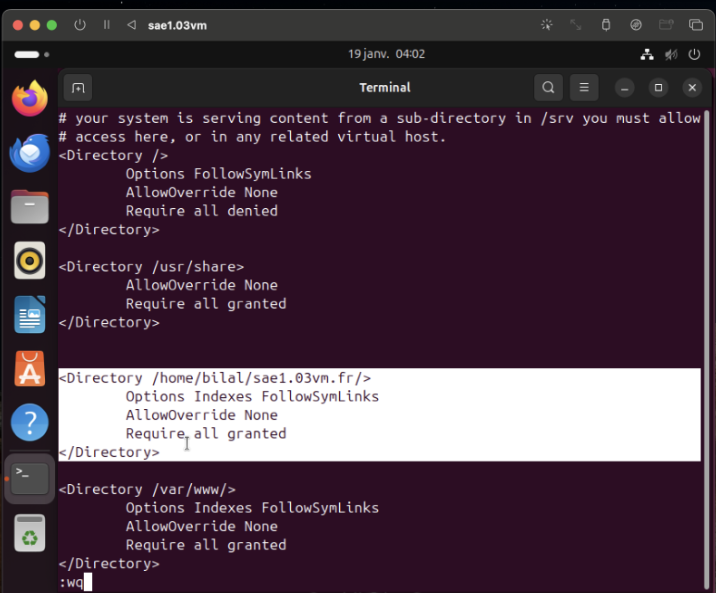 sae1.03vm
19 janv. 04:02
Terminal
# your system is serving content from a sub-directory in /srv you must allow
# access here, or in any related virtual host.
<Directory />
        Options FollowSymLinks
        AllowOverride None
        Require all denied
</Directory>
<Directory /usr/share>
        AllowOverride None
        Require all granted
</Directory>
<Directory /home/bilal/sae1.03vm.fr/>
        Options Indexes FollowSymLinks
        AllowOverride None
        Require all granted
</Directory>
<Directory /var/www/>
        Options Indexes FollowSymLinks
        AllowOverride None
        Require all granted
</Directory>
:wq